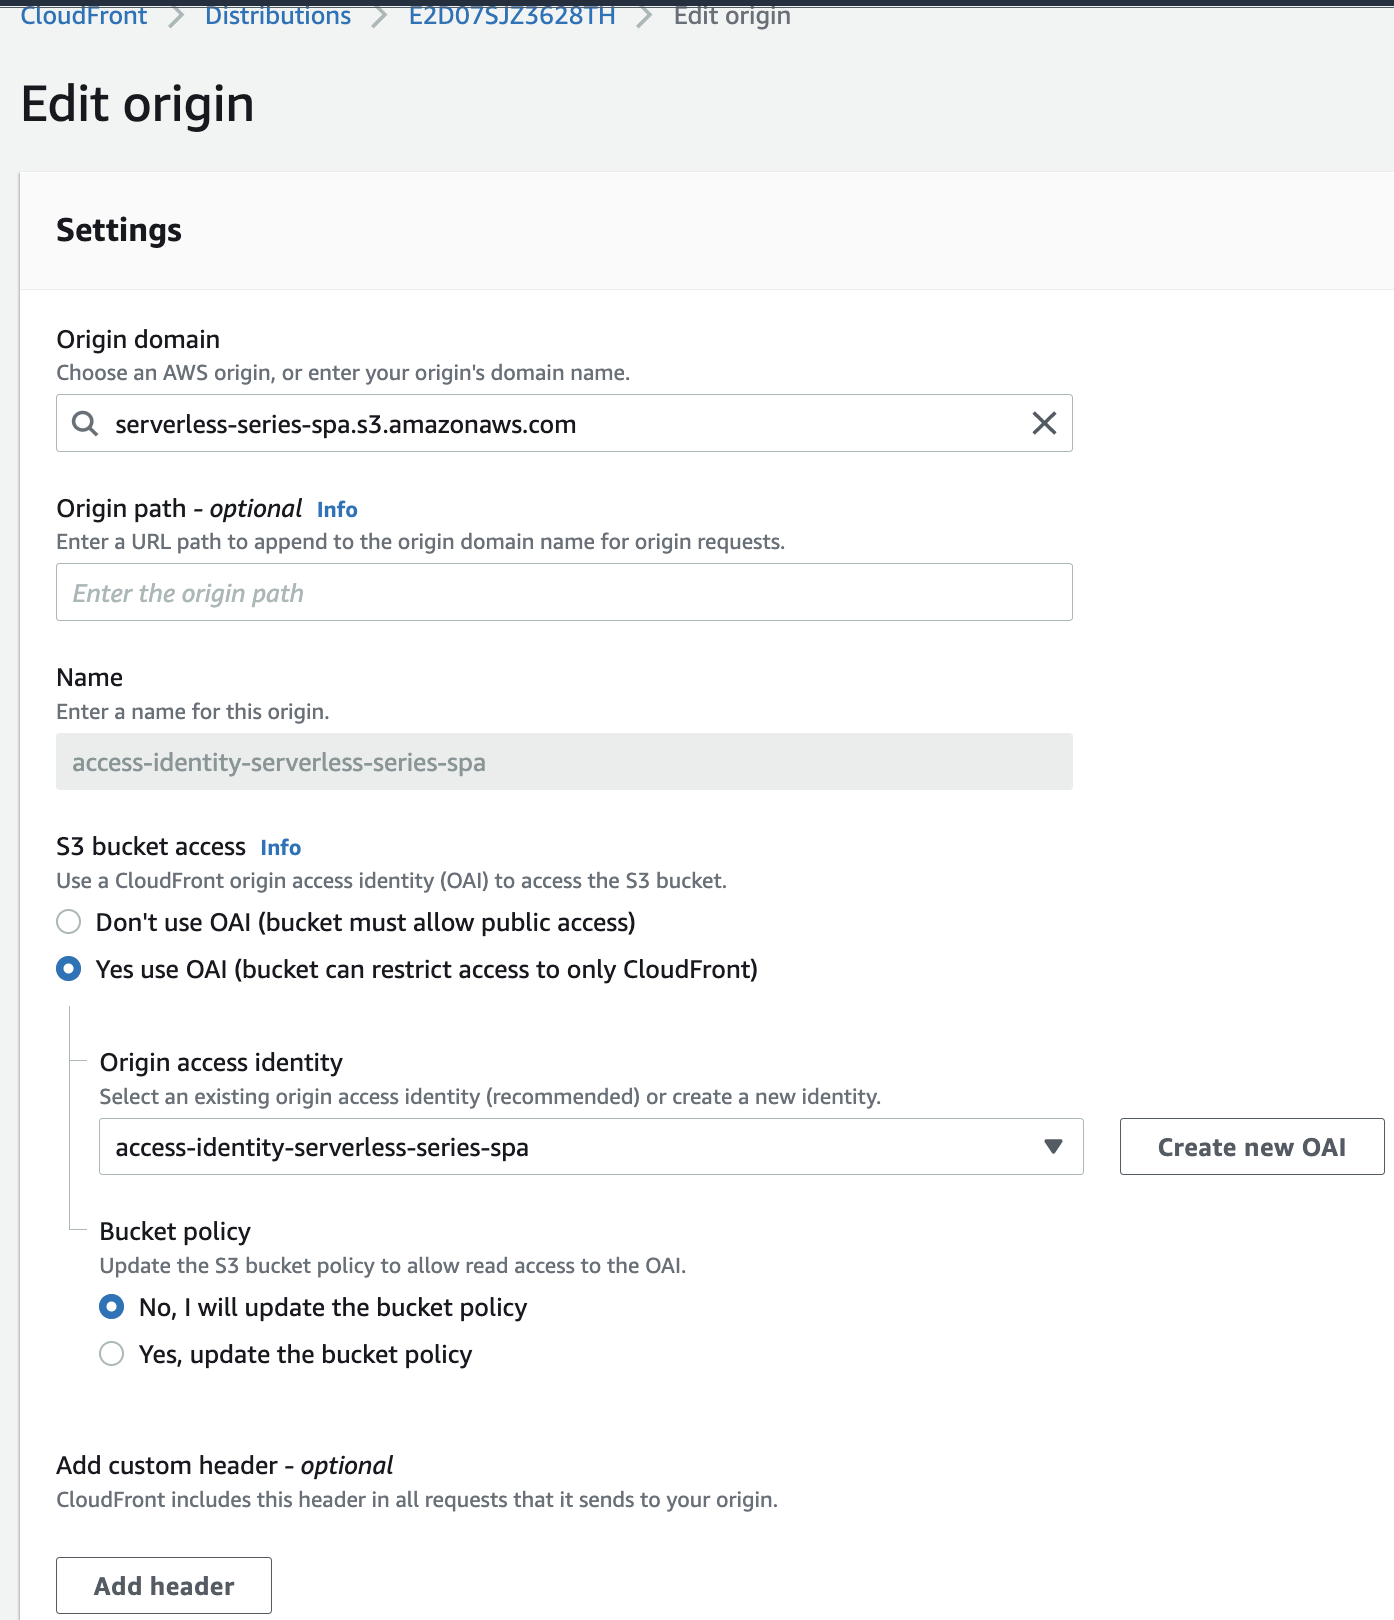 CloudFront > Distributions > E2D07SJZ3628TH > Edit origin
Edit origin
Settings
Origin domain
Choose an AWS origin, or enter your origin's domain name.
serverless-series-spa.s3.amazonaws.com
Origin path - optional Info
Enter a URL path to append to the origin domain name for origin requests.
Enter the origin path
Name
Enter a name for this origin.
access-identity-serverless-series-spa
S3 bucket access Info
Use a CloudFront origin access identity (OAI) to access the S3 bucket.
Don't use OAI (bucket must allow public access)
Yes use OAI (bucket can restrict access to only CloudFront)
Origin access identity
Select an existing origin access identity (recommended) or create a new identity.
access-identity-serverless-series-spa
Create new OAI
Bucket policy
Update the S3 bucket policy to allow read access to the OAI.
No, I will update the bucket policy
Yes, update the bucket policy
Add custom header - optional
CloudFront includes this header in all requests that it sends to your origin.
Add header